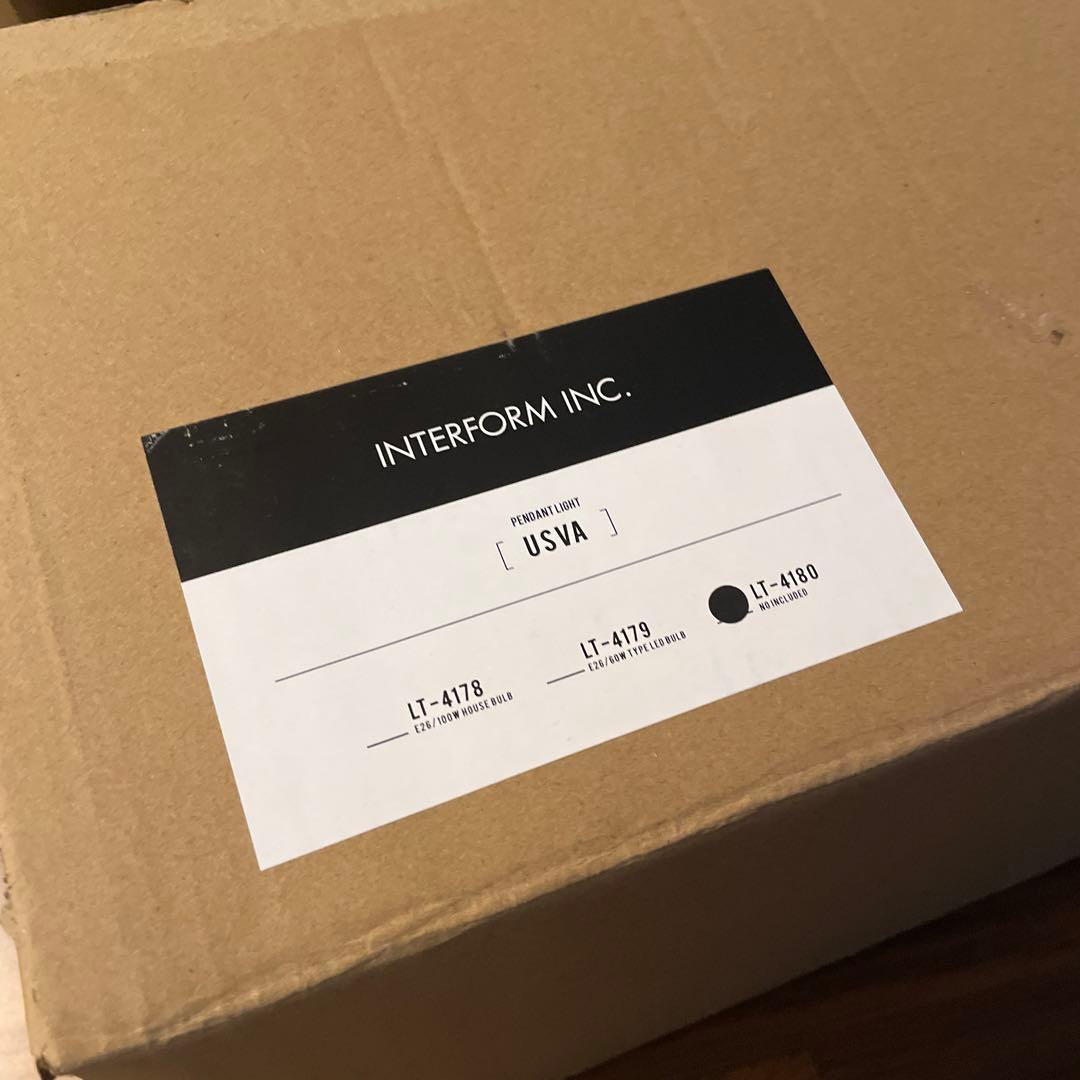 INTERFORM INC.
PENDANT LIGHT
[ USVA ]
LT-4178
E26/100W HOUSE BULB
LT-4179
E26/60W TYPE LED BULB
LT-4180
NO INCLUDED